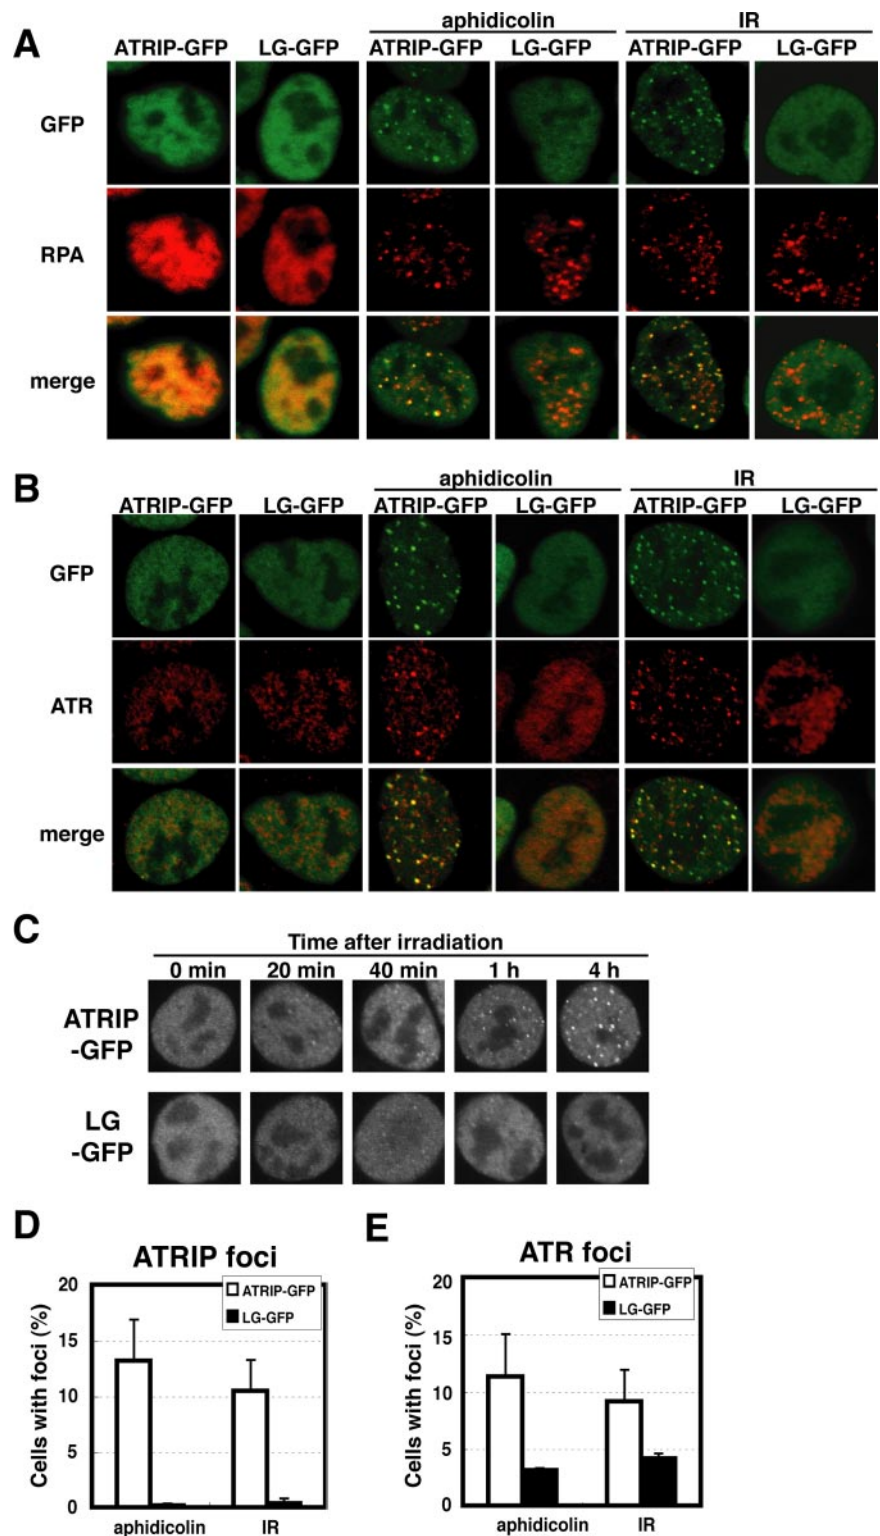 A
aphidicolin IR
ATRIP-GFP LG-GFP ATRIP-GFP LG-GFP ATRIP-GFP LG-GFP
GFP
RPA
merge
B
aphidicolin IR
ATRIP-GFP LG-GFP ATRIP-GFP LG-GFP ATRIP-GFP LG-GFP
GFP
ATR
merge
C
Time after irradiation
0 min 20 min 40 min 1 h 4 h
ATRIP
-GFP
LG
-GFP
D
ATRIP foci
Cells with foci (%)
20
15
10
5
0
ATRIP-GFP
LG-GFP
aphidicolin IR
E
ATR foci
Cells with foci (%)
20
15
10
5
0
ATRIP-GFP
LG-GFP
aphidicolin IR